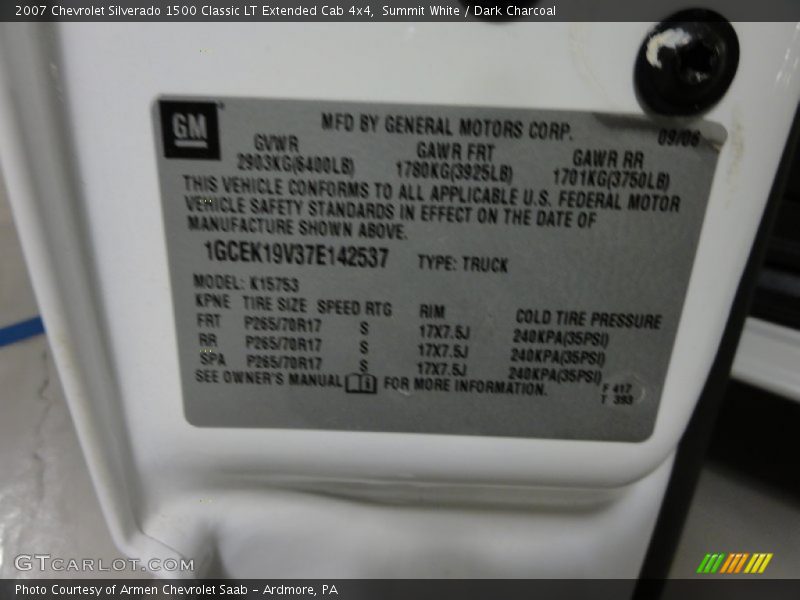 2007 Chevrolet Silverado 1500 Classic LT Extended Cab 4x4, Summit White / Dark Charcoal
GM
MFD BY GENERAL MOTORS CORP. 09/06
GVWR GAWR FRT GAWR RR
2903KG(6400LB) 1780KG(3925LB) 1701KG(3750LB)
THIS VEHICLE CONFORMS TO ALL APPLICABLE U.S. FEDERAL MOTOR
VEHICLE SAFETY STANDARDS IN EFFECT ON THE DATE OF
MANUFACTURE SHOWN ABOVE.
1GCEK19V37E142537 TYPE: TRUCK
MODEL: K15753
KPNE TIRE SIZE SPEED RTG RIM COLD TIRE PRESSURE
FRT P265/70R17 S 17X7.5J 240KPA(35PSI)
RR P265/70R17 S 17X7.5J 240KPA(35PSI)
SPA P265/70R17 S 17X7.5J 240KPA(35PSI)
SEE OWNER'S MANUAL FOR MORE INFORMATION.
F 417
T 393
GTCARLOT.COM
Photo Courtesy of Armen Chevrolet Saab - Ardmore, PA